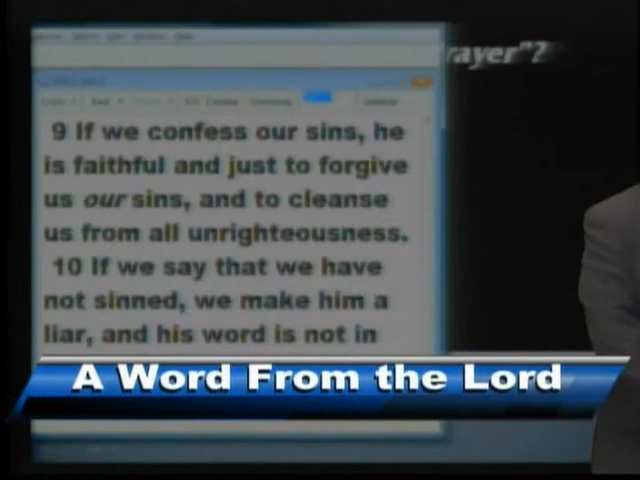 rayer"?
9 If we confess our sins, he
is faithful and just to forgive
us our sins, and to cleanse
us from all unrighteousness.
10 If we say that we have
not sinned, we make him a
liar, and his word is not in
A Word From the Lord